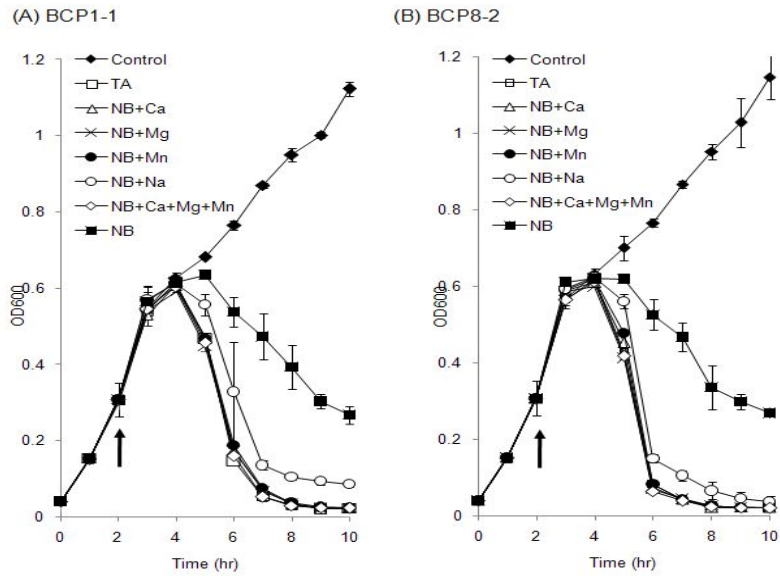 (A) BCP1-1
1.2
1
0.8
0.6
0.4
0.2
0
OD600
Control
TA
NB+Ca
NB+Mg
NB+Mn
NB+Na
NB+Ca+Mg+Mn
NB
0 2 4 6 8 10
Time (hr)
(B) BCP8-2
1.2
1
0.8
0.6
0.4
0.2
0
OD600
Control
TA
NB+Ca
NB+Mg
NB+Mn
NB+Na
NB+Ca+Mg+Mn
NB
0 2 4 6 8 10
Time (hr)